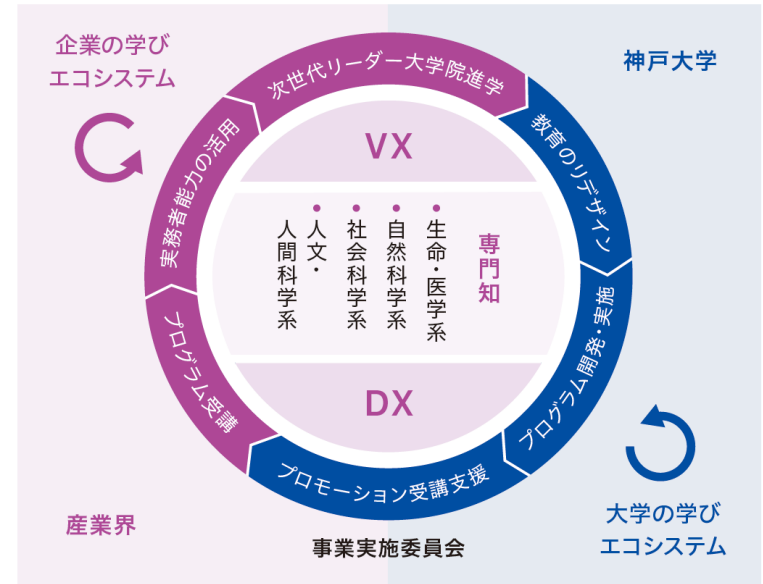 企業の学び
エコシステム
神戸大学
次世代リーダー大学院進学
教育のリデザイン
プログラム開発・実施
プロモーション受講支援
プログラム受講
実務者能力の活用
VX
専門知
・生命・医学系
・自然科学系
・社会科学系
・人文・
人間科学系
DX
産業界
大学の学び
エコシステム
事業実施委員会